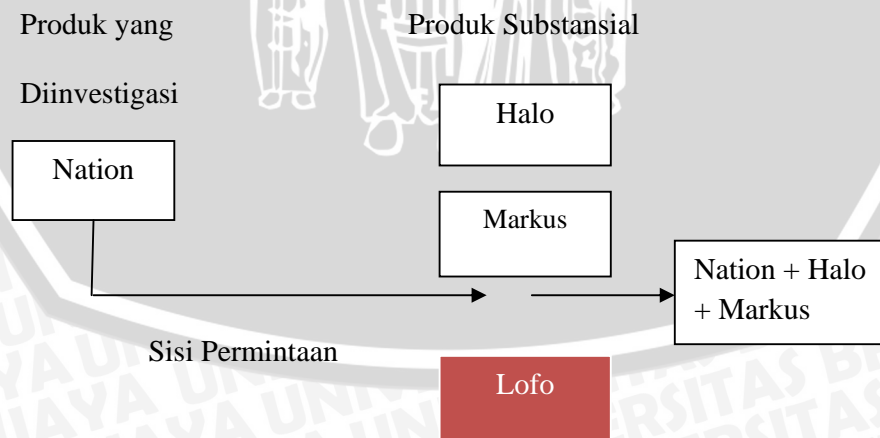 Produk yang
Diinvestigasi
Produk Substansial
Halo
Nation
Markus
Nation + Halo
+ Markus
Sisi Permintaan
Lofo